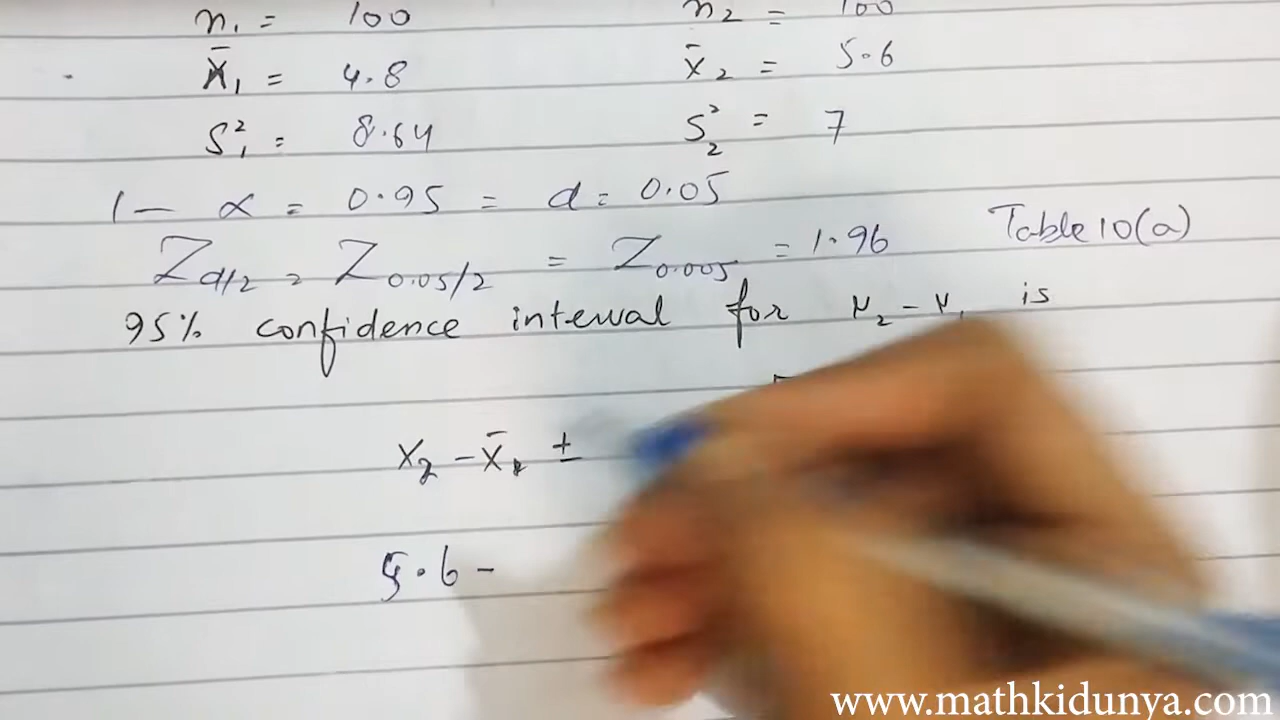 n₁ = 100 n₂ = 100
x̄₁ = 4.8 x̄₂ = 5.6
S²₁ = 8.64 S²₂ = 7
1 - α = 0.95 = α = 0.05
Zα/2 = Z0.05/2 = Z0.005 = 1.96 Table 10(a)
95% confidence interval for μ₂ - μ₁ is
x₂ - x̄₁ ±
5.6 -
www.mathkidunya.com